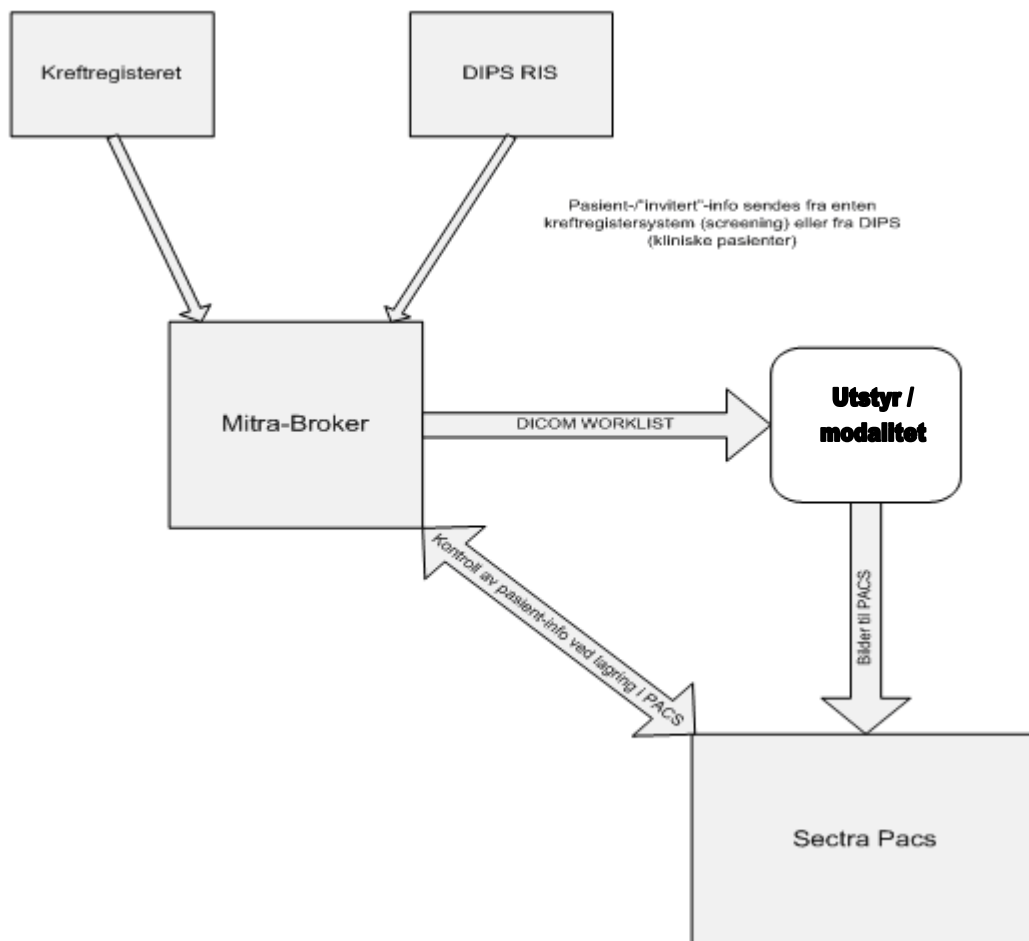 Kreftregisteret
DIPS RIS
Pasient-/"invitert"-info sendes fra enten
kreftregistersystem (screening) eller fra DIPS
(kliniske pasienter)
Mitra-Broker
DICOM WORKLIST
Utstyr /
modalitet
Kontroll av pasient-info ved lagring i PACS
Bilder til PACS
Sectra Pacs